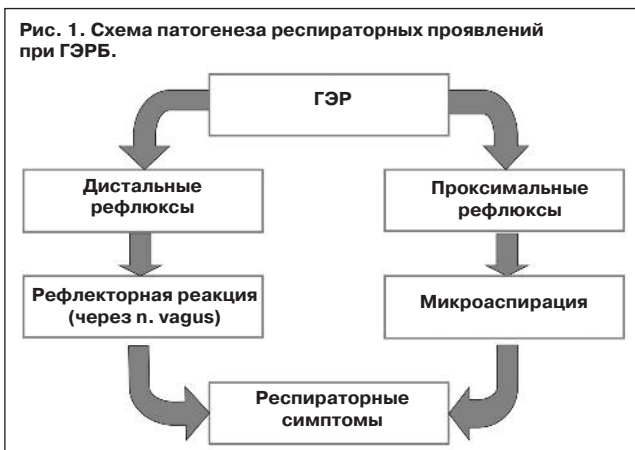 Рис. 1. Схема патогенеза респираторных проявлений
при ГЭРБ.
ГЭР
Дистальные
рефлюксы
Проксимальные
рефлюксы
Рефлекторная реакция
(через n. vagus)
Микроаспирация
Респираторные
симптомы